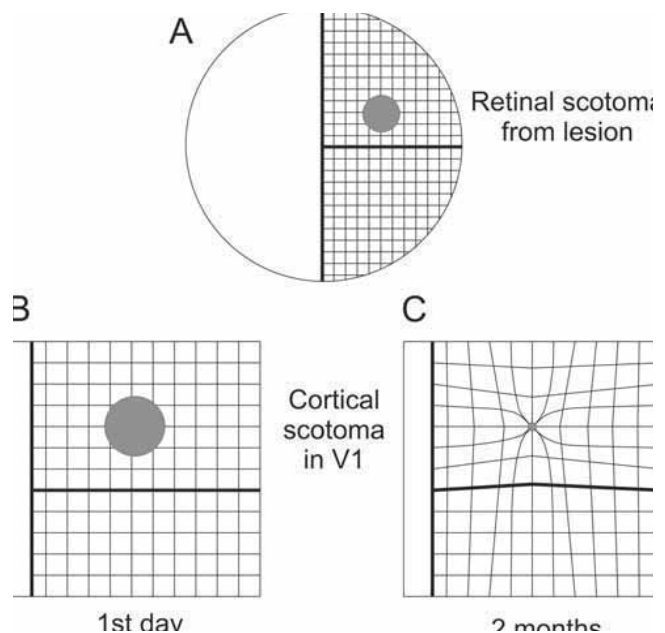 A
Retinal scotoma
from lesion
B
C
Cortical
scotoma
in V1
1st day
2 months